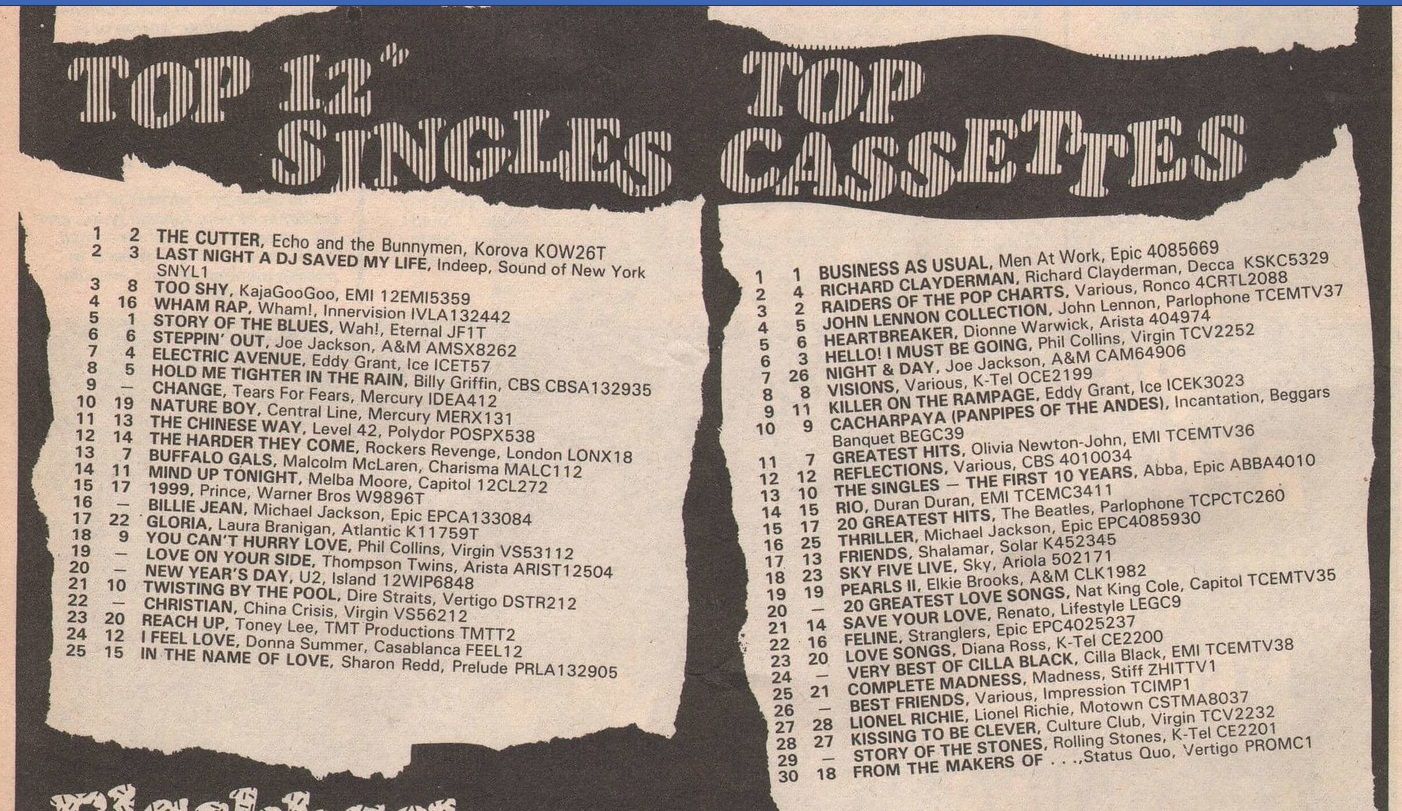 TOP 12"
SINGLES
1 2 THE CUTTER, Echo and the Bunnymen, Korova KOW26T
2 3 LAST NIGHT A DJ SAVED MY LIFE, Indeep, Sound of New York
SNYL1
3 8 TOO SHY, KajaGooGoo, EMI 12EMI5359
4 16 WHAM RAP, Wham!, Innervision IVLA132442
5 1 STORY OF THE BLUES, Wah!, Eternal JF1T
6 6 STEPPIN' OUT, Joe Jackson, A&M AMSX8262
7 4 ELECTRIC AVENUE, Eddy Grant, Ice ICET57
8 5 HOLD ME TIGHTER IN THE RAIN, Billy Griffin, CBS CBSA132935
9 — CHANGE, Tears For Fears, Mercury IDEA412
10 19 NATURE BOY, Central Line, Mercury MERX131
11 13 THE CHINESE WAY, Level 42, Polydor POSPX538
12 14 THE HARDER THEY COME, Rockers Revenge, London LONX18
13 7 BUFFALO GALS, Malcolm McLaren, Charisma MALC112
14 11 MIND UP TONIGHT, Melba Moore, Capitol 12CL272
15 17 1999, Prince, Warner Bros W9896T
16 — BILLIE JEAN, Michael Jackson, Epic EPCA133084
17 22 GLORIA, Laura Branigan, Atlantic K11759T
18 9 YOU CAN'T HURRY LOVE, Phil Collins, Virgin VS53112
19 — LOVE ON YOUR SIDE, Thompson Twins, Arista ARIST12504
20 — NEW YEAR'S DAY, U2, Island 12WIP6848
21 10 TWISTING BY THE POOL, Dire Straits, Vertigo DSTR212
22 — CHRISTIAN, China Crisis, Virgin VS56212
23 20 REACH UP, Toney Lee, TMT Productions TMTT2
24 12 I FEEL LOVE, Donna Summer, Casablanca FEEL12
25 15 IN THE NAME OF LOVE, Sharon Redd, Prelude PRLA132905
TOP
CASSETTES
1 1 BUSINESS AS USUAL, Men At Work, Epic 4085669
2 4 RICHARD CLAYDERMAN, Richard Clayderman, Decca KSKC5329
3 2 RAIDERS OF THE POP CHARTS, Various, Ronco 4CRTL2088
4 5 JOHN LENNON COLLECTION, John Lennon, Parlophone TCEMTV37
5 6 HEARTBREAKER, Dionne Warwick, Arista 404974
6 3 HELLO! I MUST BE GOING, Phil Collins, Virgin TCV2252
7 26 NIGHT & DAY, Joe Jackson, A&M CAM64906
8 8 VISIONS, Various, K-Tel OCE2199
9 11 KILLER ON THE RAMPAGE, Eddy Grant, Ice ICEK3023
10 9 CACHARPAYA (PANPIPES OF THE ANDES), Incantation, Beggars
Banquet BEGC39
11 7 GREATEST HITS, Olivia Newton-John, EMI TCEMTV36
12 12 REFLECTIONS, Various, CBS 4010034
13 10 THE SINGLES — THE FIRST 10 YEARS, Abba, Epic ABBA4010
14 15 RIO, Duran Duran, EMI TCEMC3411
15 17 20 GREATEST HITS, The Beatles, Parlophone TCPCTC260
16 25 THRILLER, Michael Jackson, Epic EPC4085930
17 13 FRIENDS, Shalamar, Solar K452345
18 23 SKY FIVE LIVE, Sky, Ariola 502171
19 19 PEARLS II, Elkie Brooks, A&M CLK1982
20 — 20 GREATEST LOVE SONGS, Nat King Cole, Capitol TCEMTV35
21 14 SAVE YOUR LOVE, Renato, Lifestyle LEGC9
22 16 FELINE, Stranglers, Epic EPC4025237
23 20 LOVE SONGS, Diana Ross, K-Tel CE2200
24 — VERY BEST OF CILLA BLACK, Cilla Black, EMI TCEMTV38
25 21 COMPLETE MADNESS, Madness, Stiff ZHITTV1
26 — BEST FRIENDS, Various, Impression TCIMP1
27 28 LIONEL RICHIE, Lionel Richie, Motown CSTMA8037
28 27 KISSING TO BE CLEVER, Culture Club, Virgin TCV2232
29 — STORY OF THE STONES, Rolling Stones, K-Tel CE2201
30 18 FROM THE MAKERS OF . . .,Status Quo, Vertigo PROMC1